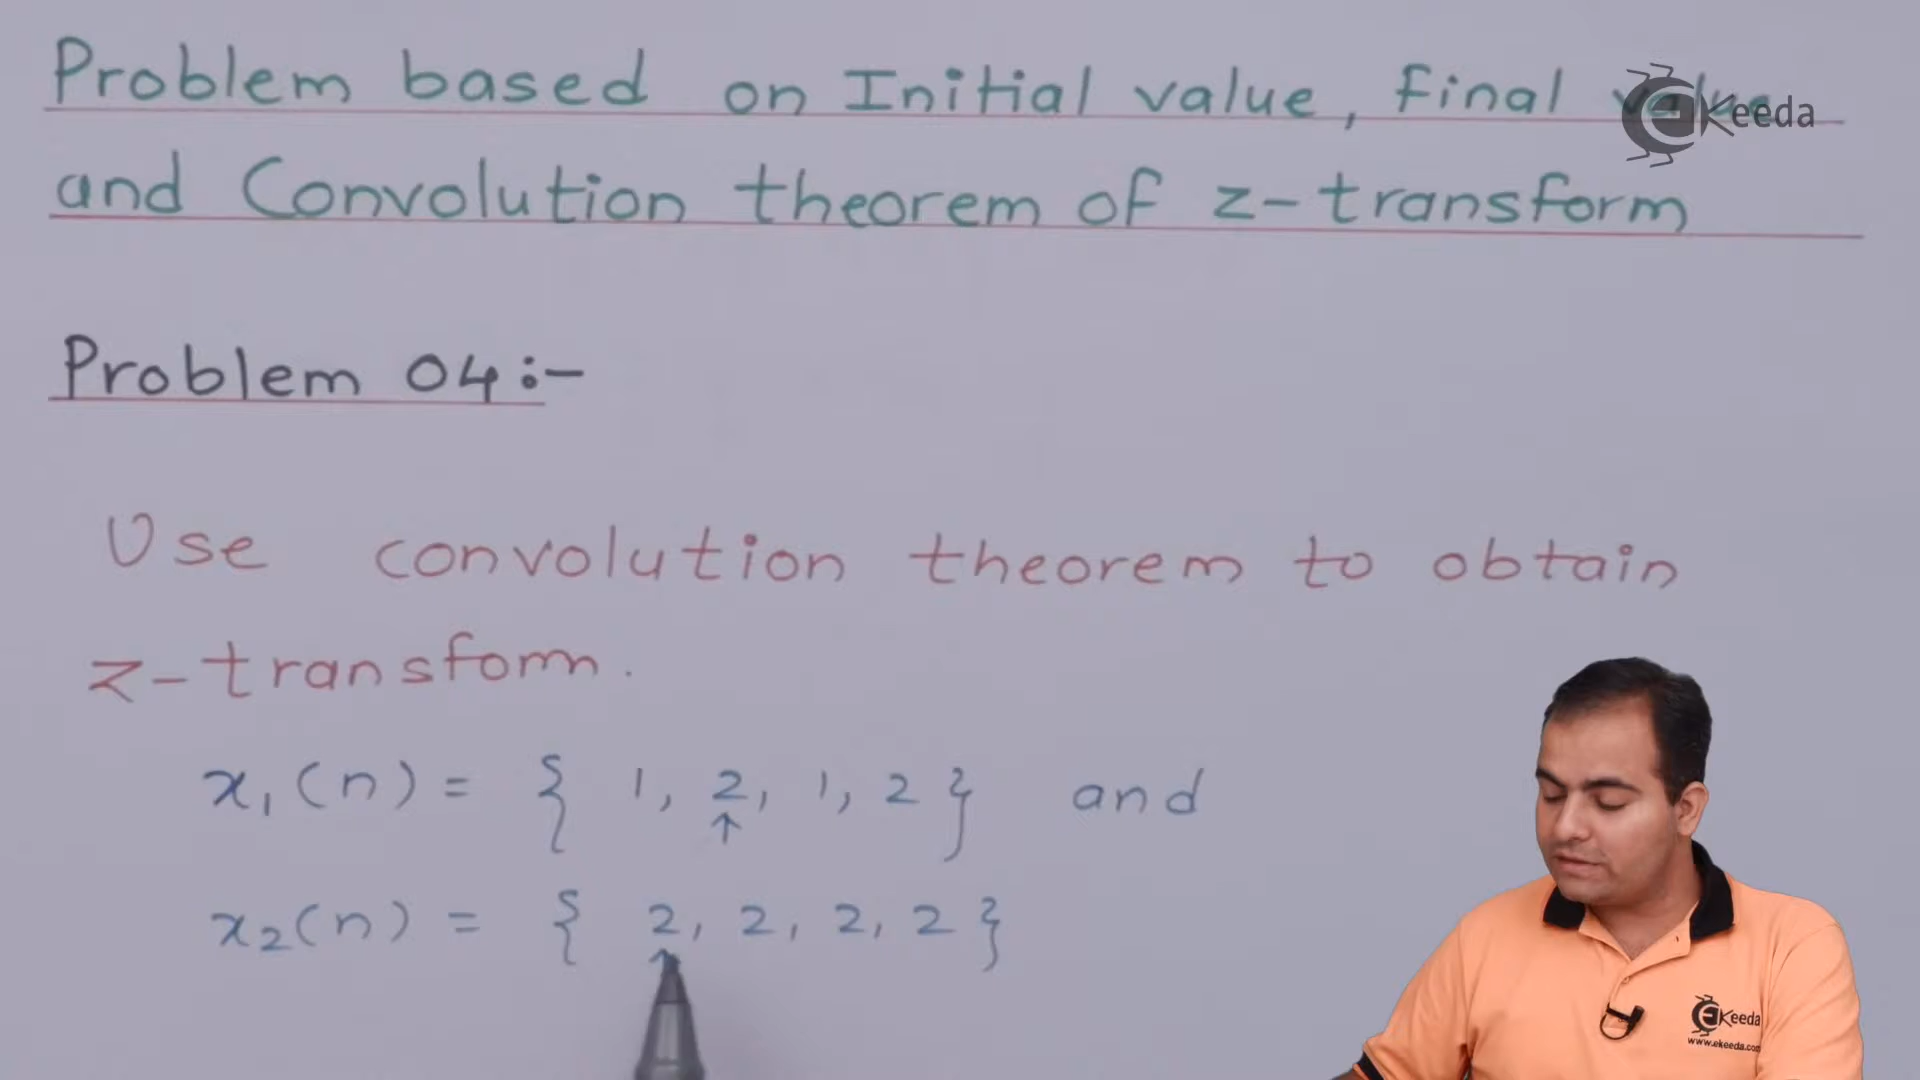 Problem based on Initial value, Final value
and Convolution theorem of z-transform
EKeeda
Problem 04:-
Use convolution theorem to obtain
z-transform.
x₁(n) = { 1, 2, 1, 2 } and
↑
x₂(n) = { 2, 2, 2, 2 }
↑
EKeeda
www.ekeeda.com